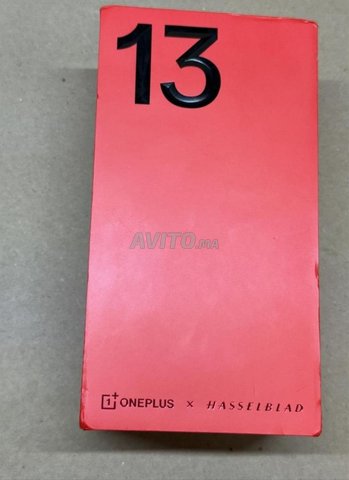 13
AVITO.MA
1+ ONEPLUS × HASSELBLAD